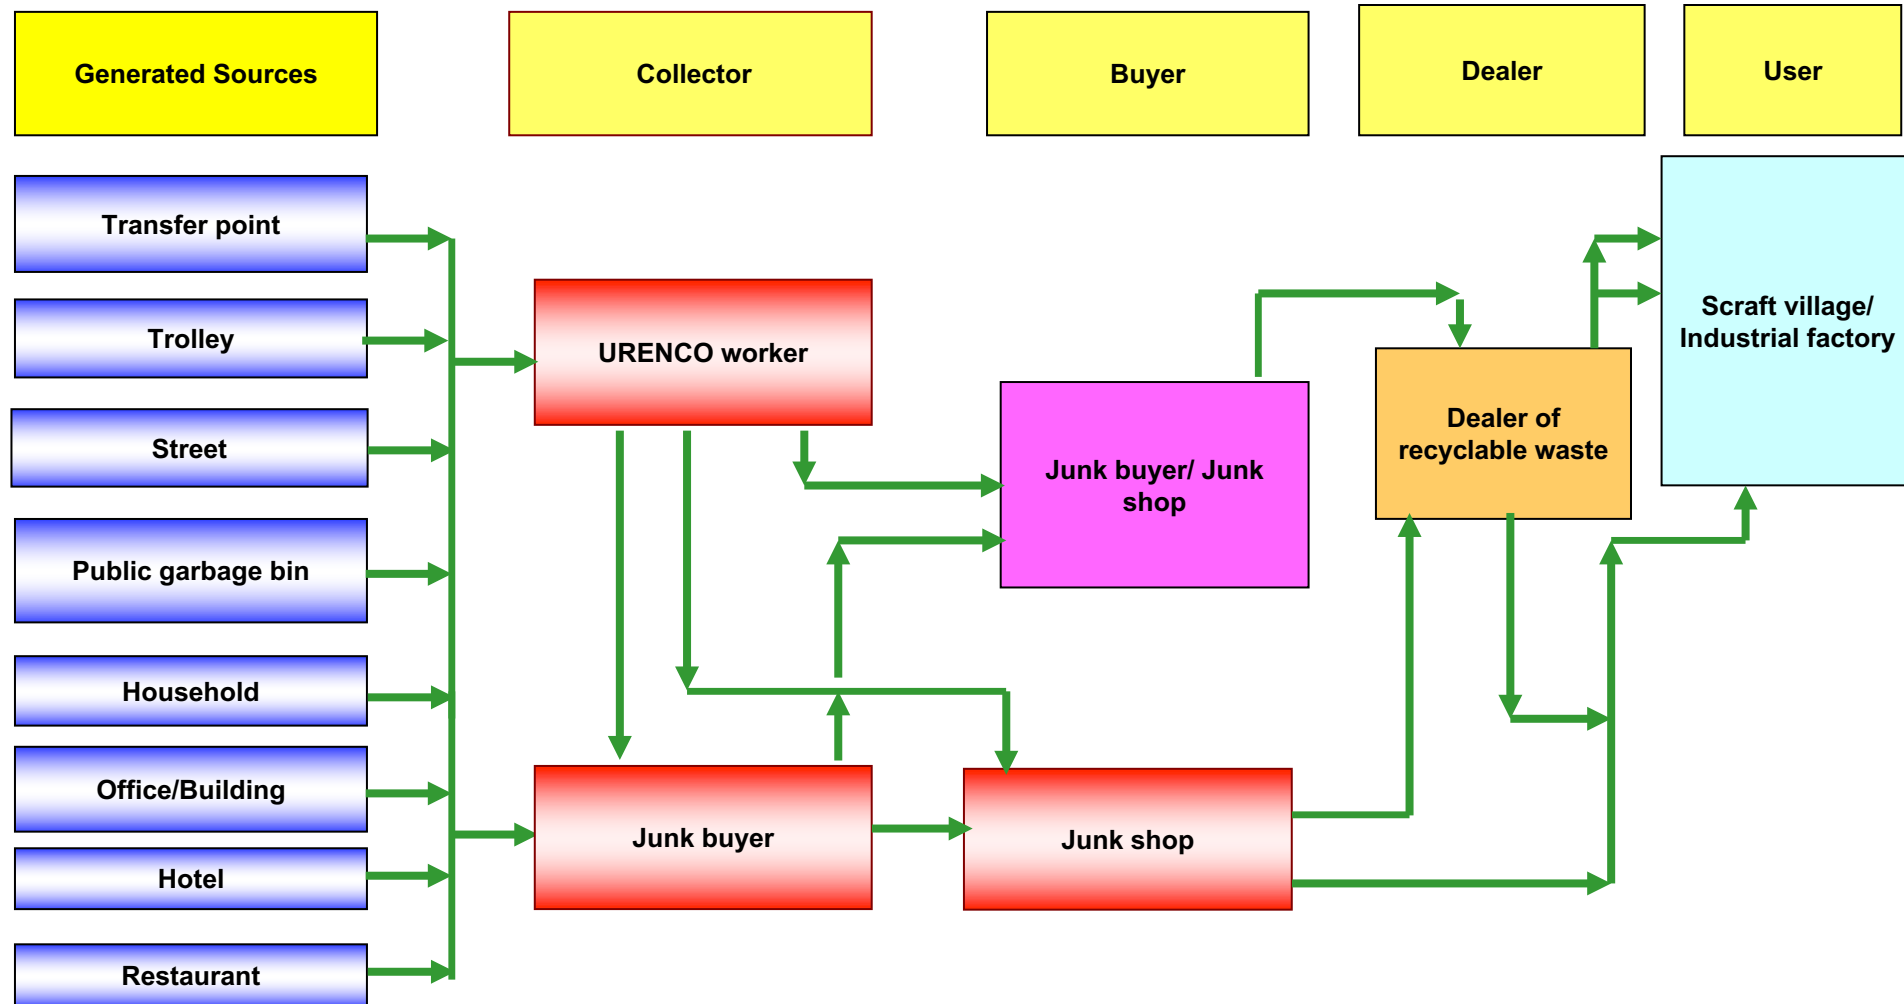 Generated Sources
Collector
Buyer
Dealer
User
Transfer point
Trolley
Street
Public garbage bin
Household
Office/Building
Hotel
Restaurant
URENCO worker
Junk buyer
Junk buyer/ Junk
shop
Junk shop
Dealer of
recyclable waste
Scraft village/
Industrial factory